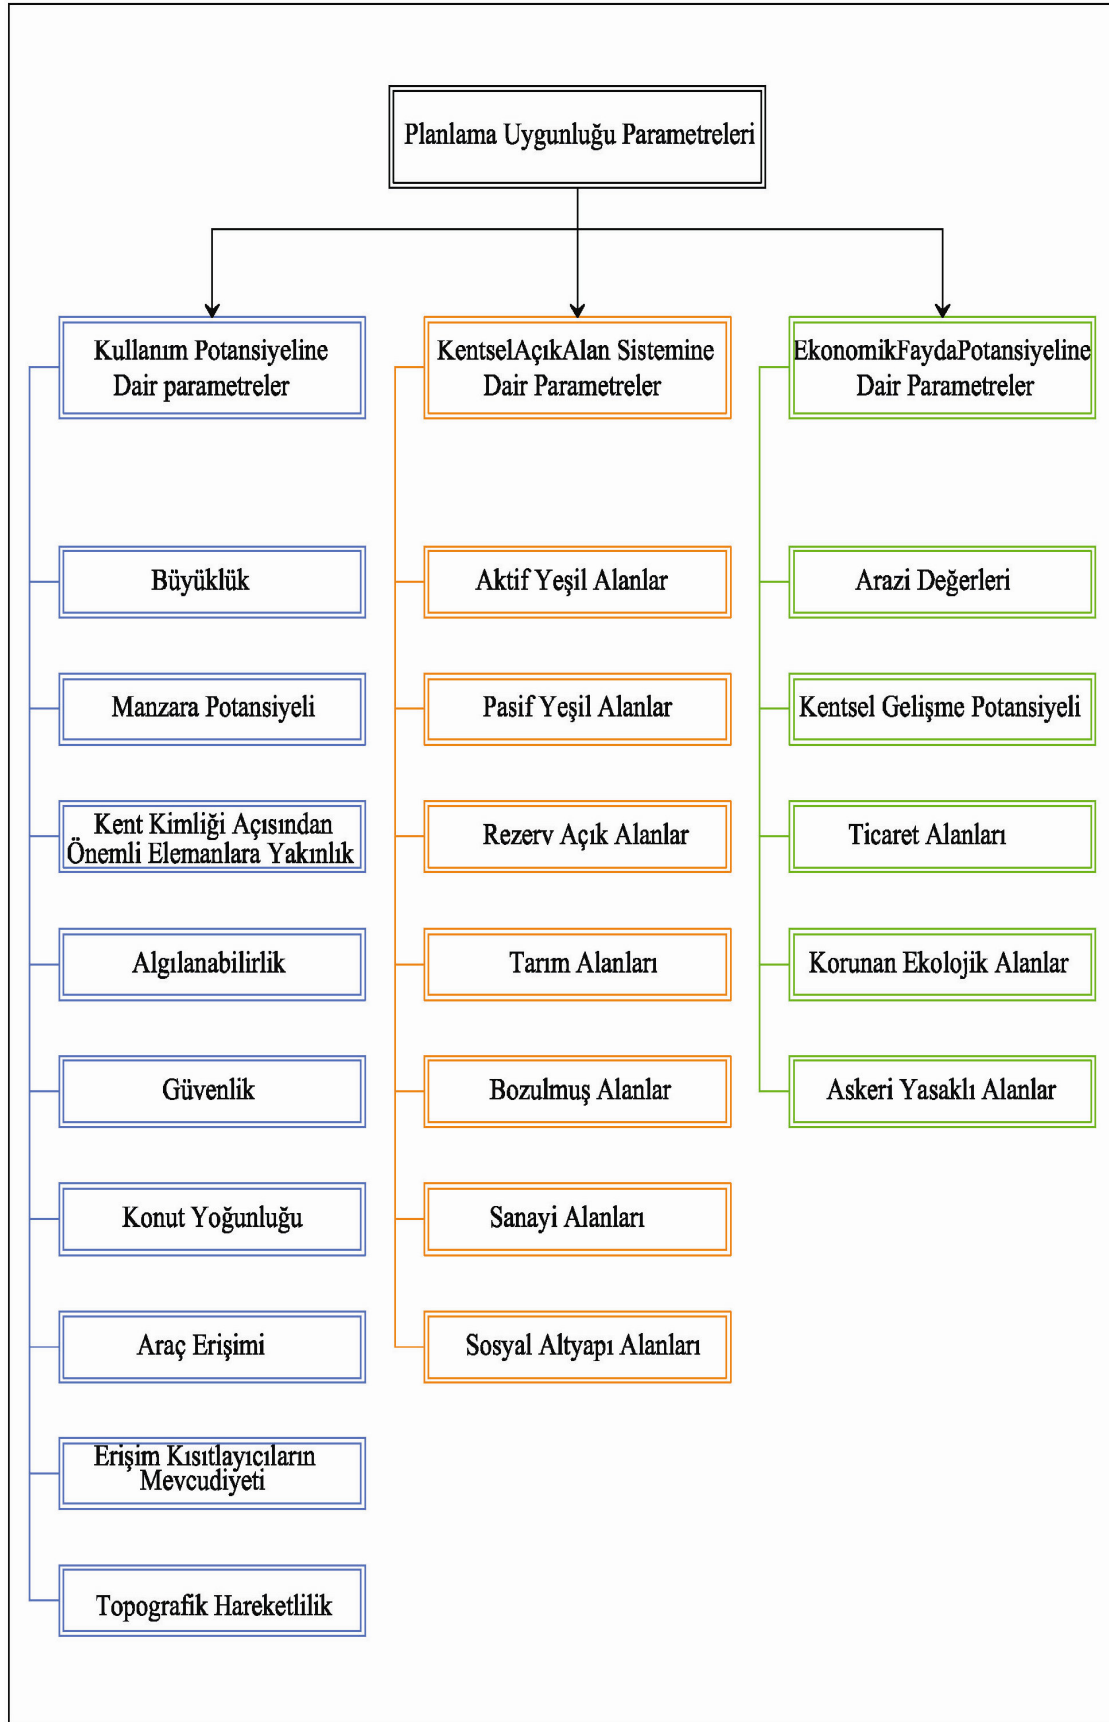 Planlama Uygunluğu Parametreleri
Kullanım Potansiyeline
Dair parametreler
Büyüklük
Manzara Potansiyeli
Kent Kimliği Açısından
Önemli Elemanlara Yakınlık
Algılanabilirlik
Güvenlik
Konut Yoğunluğu
Araç Erişimi
Erişim Kısıtlayıcıların
Mevcudiyeti
Topografik Hareketlilik
KentselAçıkAlan Sistemine
Dair Parametreler
Aktif Yeşil Alanlar
Pasif Yeşil Alanlar
Rezerv Açık Alanlar
Tarım Alanları
Bozulmuş Alanlar
Sanayi Alanları
Sosyal Altyapı Alanları
EkonomikFaydaPotansiyeline
Dair Parametreler
Arazi Değerleri
Kentsel Gelişme Potansiyeli
Ticaret Alanları
Korunan Ekolojik Alanlar
Askeri Yasaklı Alanlar